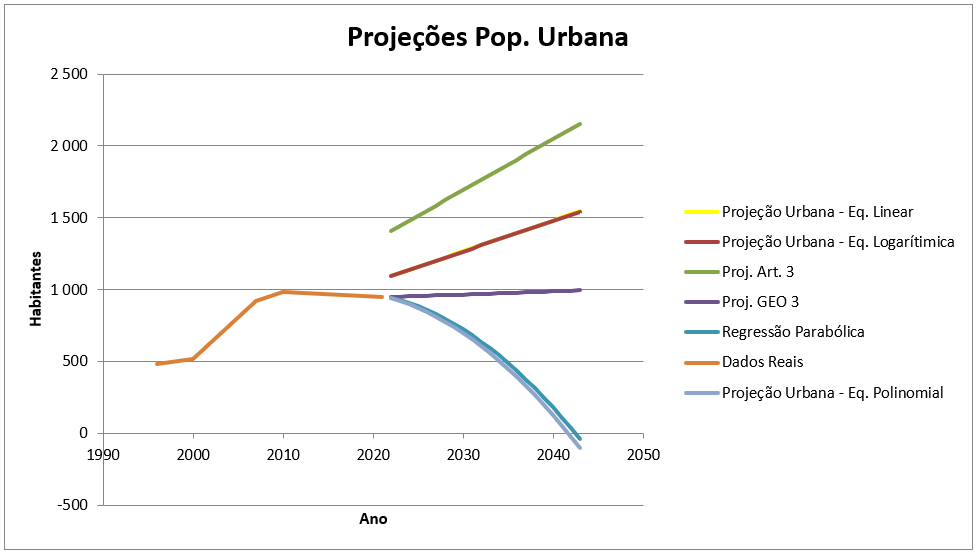 Projeções Pop. Urbana
2 500
2 000
1 500
1 000
500
0
-500
1990
2000
2010
2020
2030
2040
2050
Habitantes
Ano
Projeção Urbana - Eq. Linear
Projeção Urbana - Eq. Logarítimica
Proj. Art. 3
Proj. GEO 3
Regressão Parabólica
Dados Reais
Projeção Urbana - Eq. Polinomial